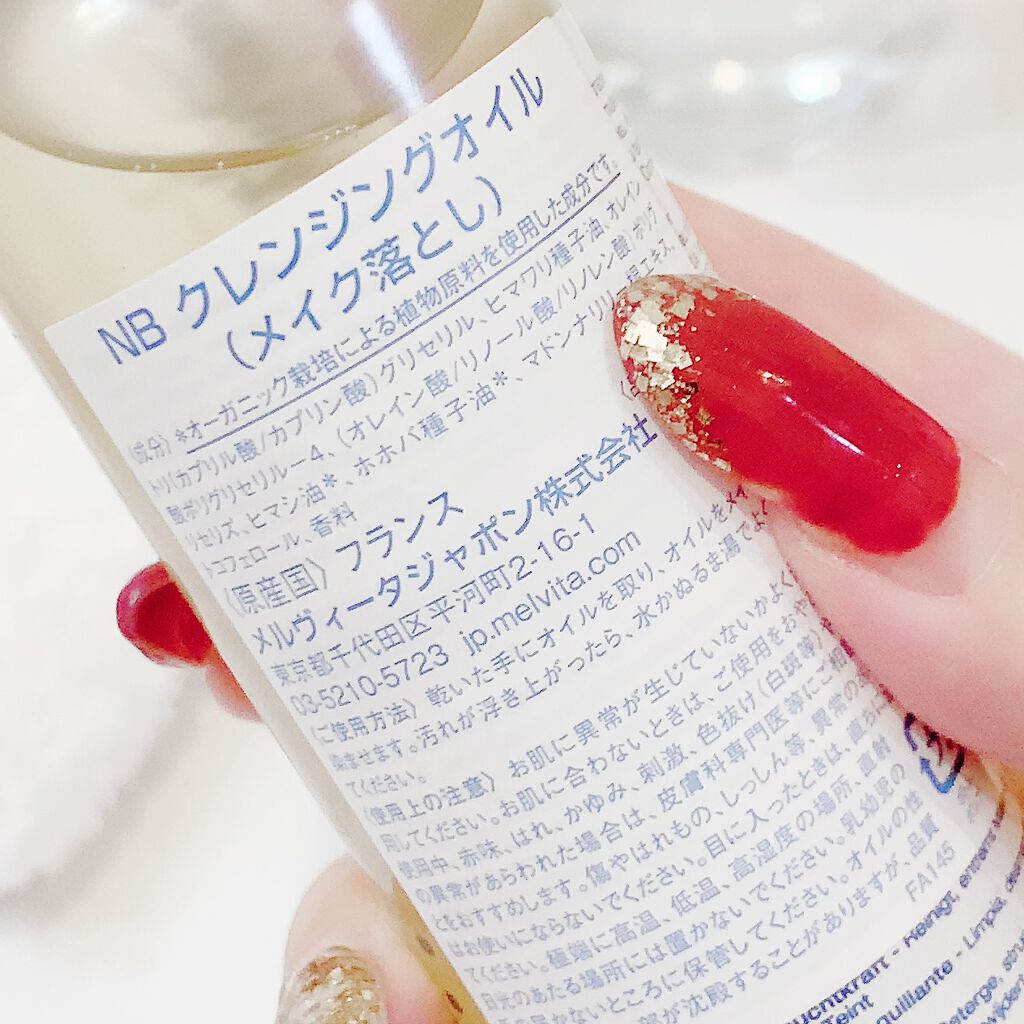 NB クレンジングオイル
(メイク落とし)
〈成分〉*オーガニック栽培による植物原料を使用した成分です。
トリ(カプリル酸/カプリン酸)グリセリル、ヒマワリ種子油、オレイン
酸ポリグリセリル-4、(オレイン酸/リノール酸/リノレン酸)ポリグ
リセリズ、ヒマシ油*、ホホバ種子油*、マドンナリリー根エキス
トコフェロール、香料
〈原産国〉フランス
メルヴィータジャポン株式会社
東京都千代田区平河町2-16-1
03-5210-5723 jp.melvita.com
〈ご使用方法〉乾いた手にオイルを取り、オイルをメイ
染ませます。汚れが浮き上がったら、水かぬるま湯でよ
てください。
〈使用上の注意〉お肌に異常が生じていないかよく
用してください。お肌に合わないときは、ご使用をおや
使用中、赤味、はれ、かゆみ、刺激、色抜け(白斑等)や
の異常があらわれた場合は、皮膚科専門医等にご相
とをおすすめします。傷やはれもの、しっしん等、異常の
はお使いにならないでください。目に入ったときは、直ちに
てください。極端に高温、低温、高湿度の場所、直射
日光のあたる場所には置かないでください。乳幼児の
の届かないところに保管してください。オイルの性
が沈殿することがありますが、品質
FA145
- Reinigt,
Teint
- Limpia,